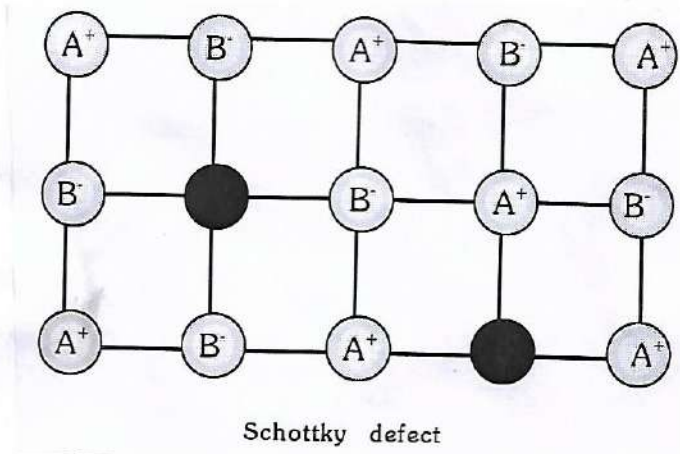 A⁺ B⁻ A⁺ B⁻ A⁺
B⁻ B⁻ A⁺ B⁻
A⁺ B⁻ A⁺ A⁺
Schottky defect